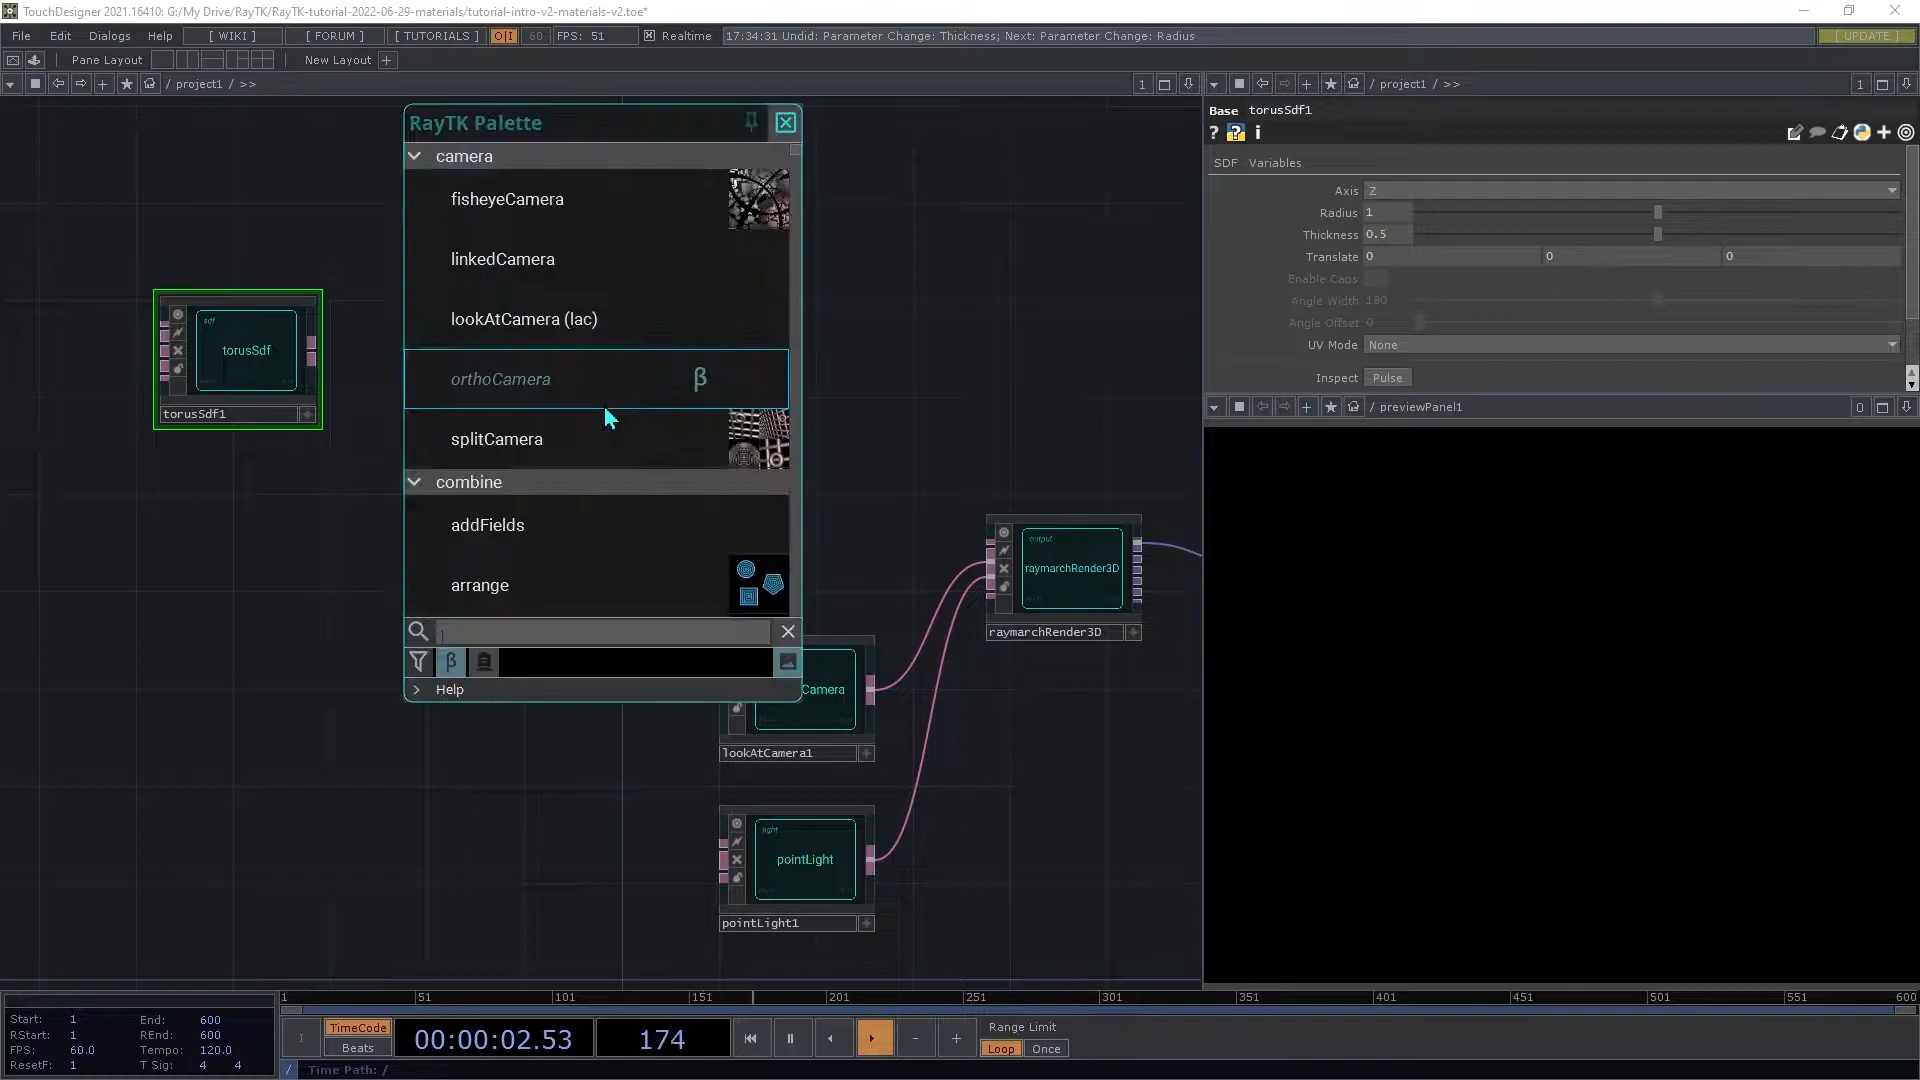 TouchDesigner 2021.16410: G:/My Drive/RayTK/RayTK-tutorial-2022-06-29-materials/tutorial-intro-v2-materials-v2.toe*
File Edit Dialogs Help [ WIKI ] [ FORUM ] [ TUTORIALS ] O|I 60 FPS: 51 Realtime 17:34:31 Undid: Parameter Change: Thickness; Next: Parameter Change: Radius [ UPDATE ]
Pane Layout New Layout +
/ project1 / >> 1
/ project1 / >> 1
RayTK Palette
camera
fisheyeCamera
linkedCamera
lookAtCamera (lac)
orthoCamera β
splitCamera
combine
addFields
arrange
β
> Help
sdf
torusSdf
torusSdf1
output
raymarchRender3D
raymarchRender3D
Camera
lookAtCamera1
light
pointLight
pointLight1
Base torusSdf1
? ? i
SDF Variables
Axis Z
Radius 1
Thickness 0.5
Translate 0 0 0
Enable Caps
Angle Width 180
Angle Offset 0
UV Mode None
Inspect Pulse
/ previewPanel1 0
1 51 101 151 201 251 301 351 401 451 501 551 600
Start: 1 End: 600
RStart: 1 REnd: 600
FPS: 60.0 Tempo: 120.0
ResetF: 1 T Sig: 4 4
I TimeCode
Beats
00:00:02.53 174
- +
Range Limit
Loop Once
/ Time Path: /